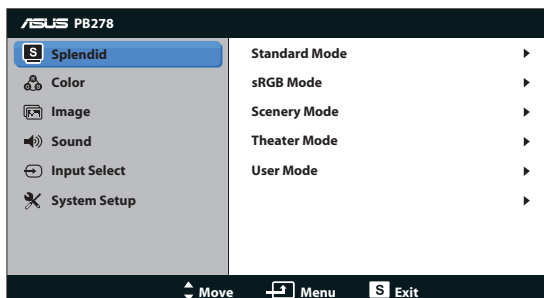 ASUS PB278
S Splendid
Color
Image
Sound
Input Select
System Setup
Standard Mode
sRGB Mode
Scenery Mode
Theater Mode
User Mode
Move Menu S Exit